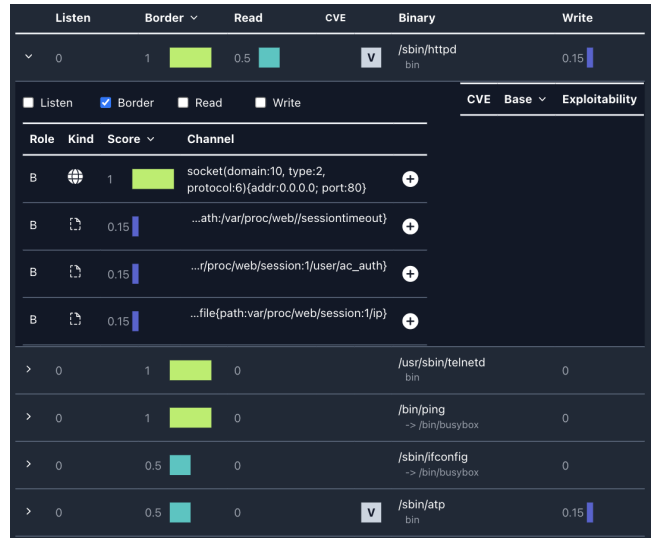 Listen Border Read CVE Binary Write
0 1 0.5 V /sbin/httpd 0.15
bin
Listen Border Read Write
CVE Base Exploitability
Role Kind Score Channel
B 1 socket(domain:10, type:2,
protocol:6){addr:0.0.0.0; port:80}
B 0.15 ...ath:/var/proc/web//sessiontimeout}
B 0.15 ...r/proc/web/session:1/user/ac_auth}
B 0.15 ...file{path:var/proc/web/session:1/ip}
0 1 0 /usr/sbin/telnetd 0
bin
0 1 0 /bin/ping 0
-> /bin/busybox
0 0.5 0 /sbin/ifconfig 0
-> /bin/busybox
0 0.5 0 V /sbin/atp 0.15
bin